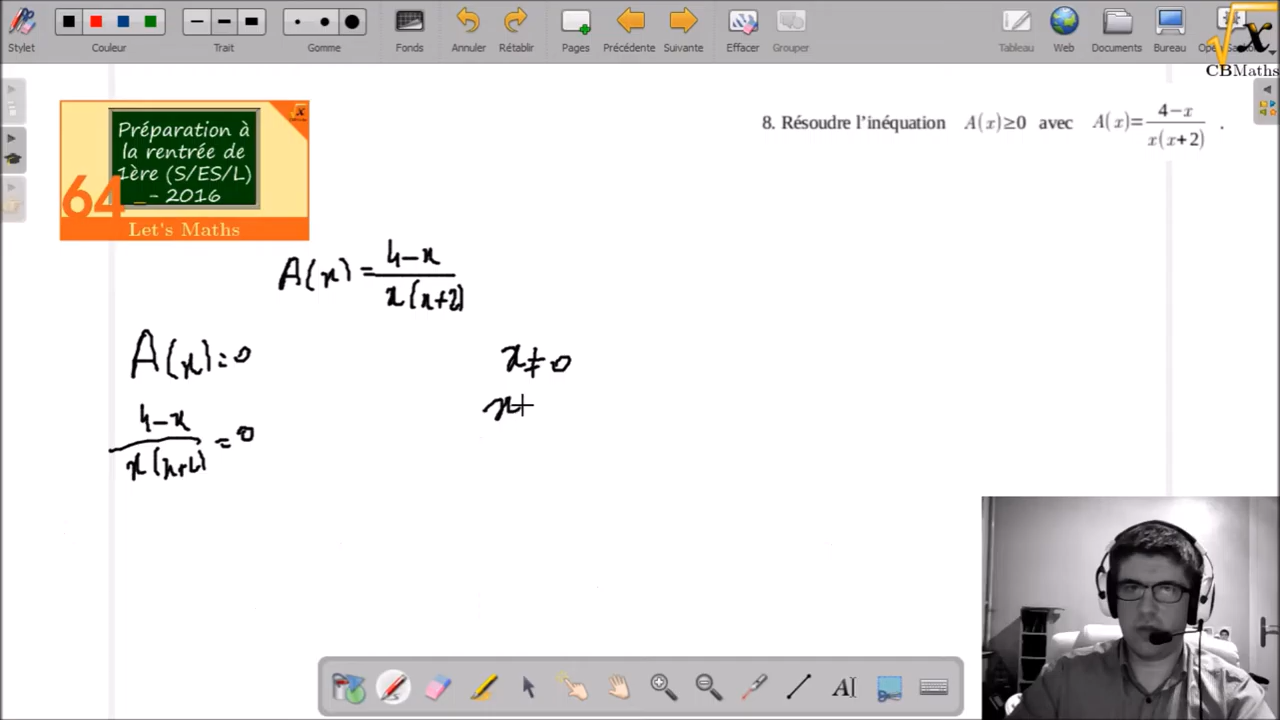 Stylet Couleur Trait Gomme Fonds Annuler Rétablir Pages Précédente Suivante Effacer Grouper Tableau Web Documents Bureau
CBMaths
Préparation à
la rentrée de
1ère (S/ES/L)
- 2016
64
Let's Maths
8. Résoudre l'inéquation A(x)≥0 avec A(x)=(4−x)/(x(x+2)) .
A(x) = (4−x)/(x(x+2))
A(x)=0
x≠0
(4−x)/(x(x+2)) = 0
x+
AI